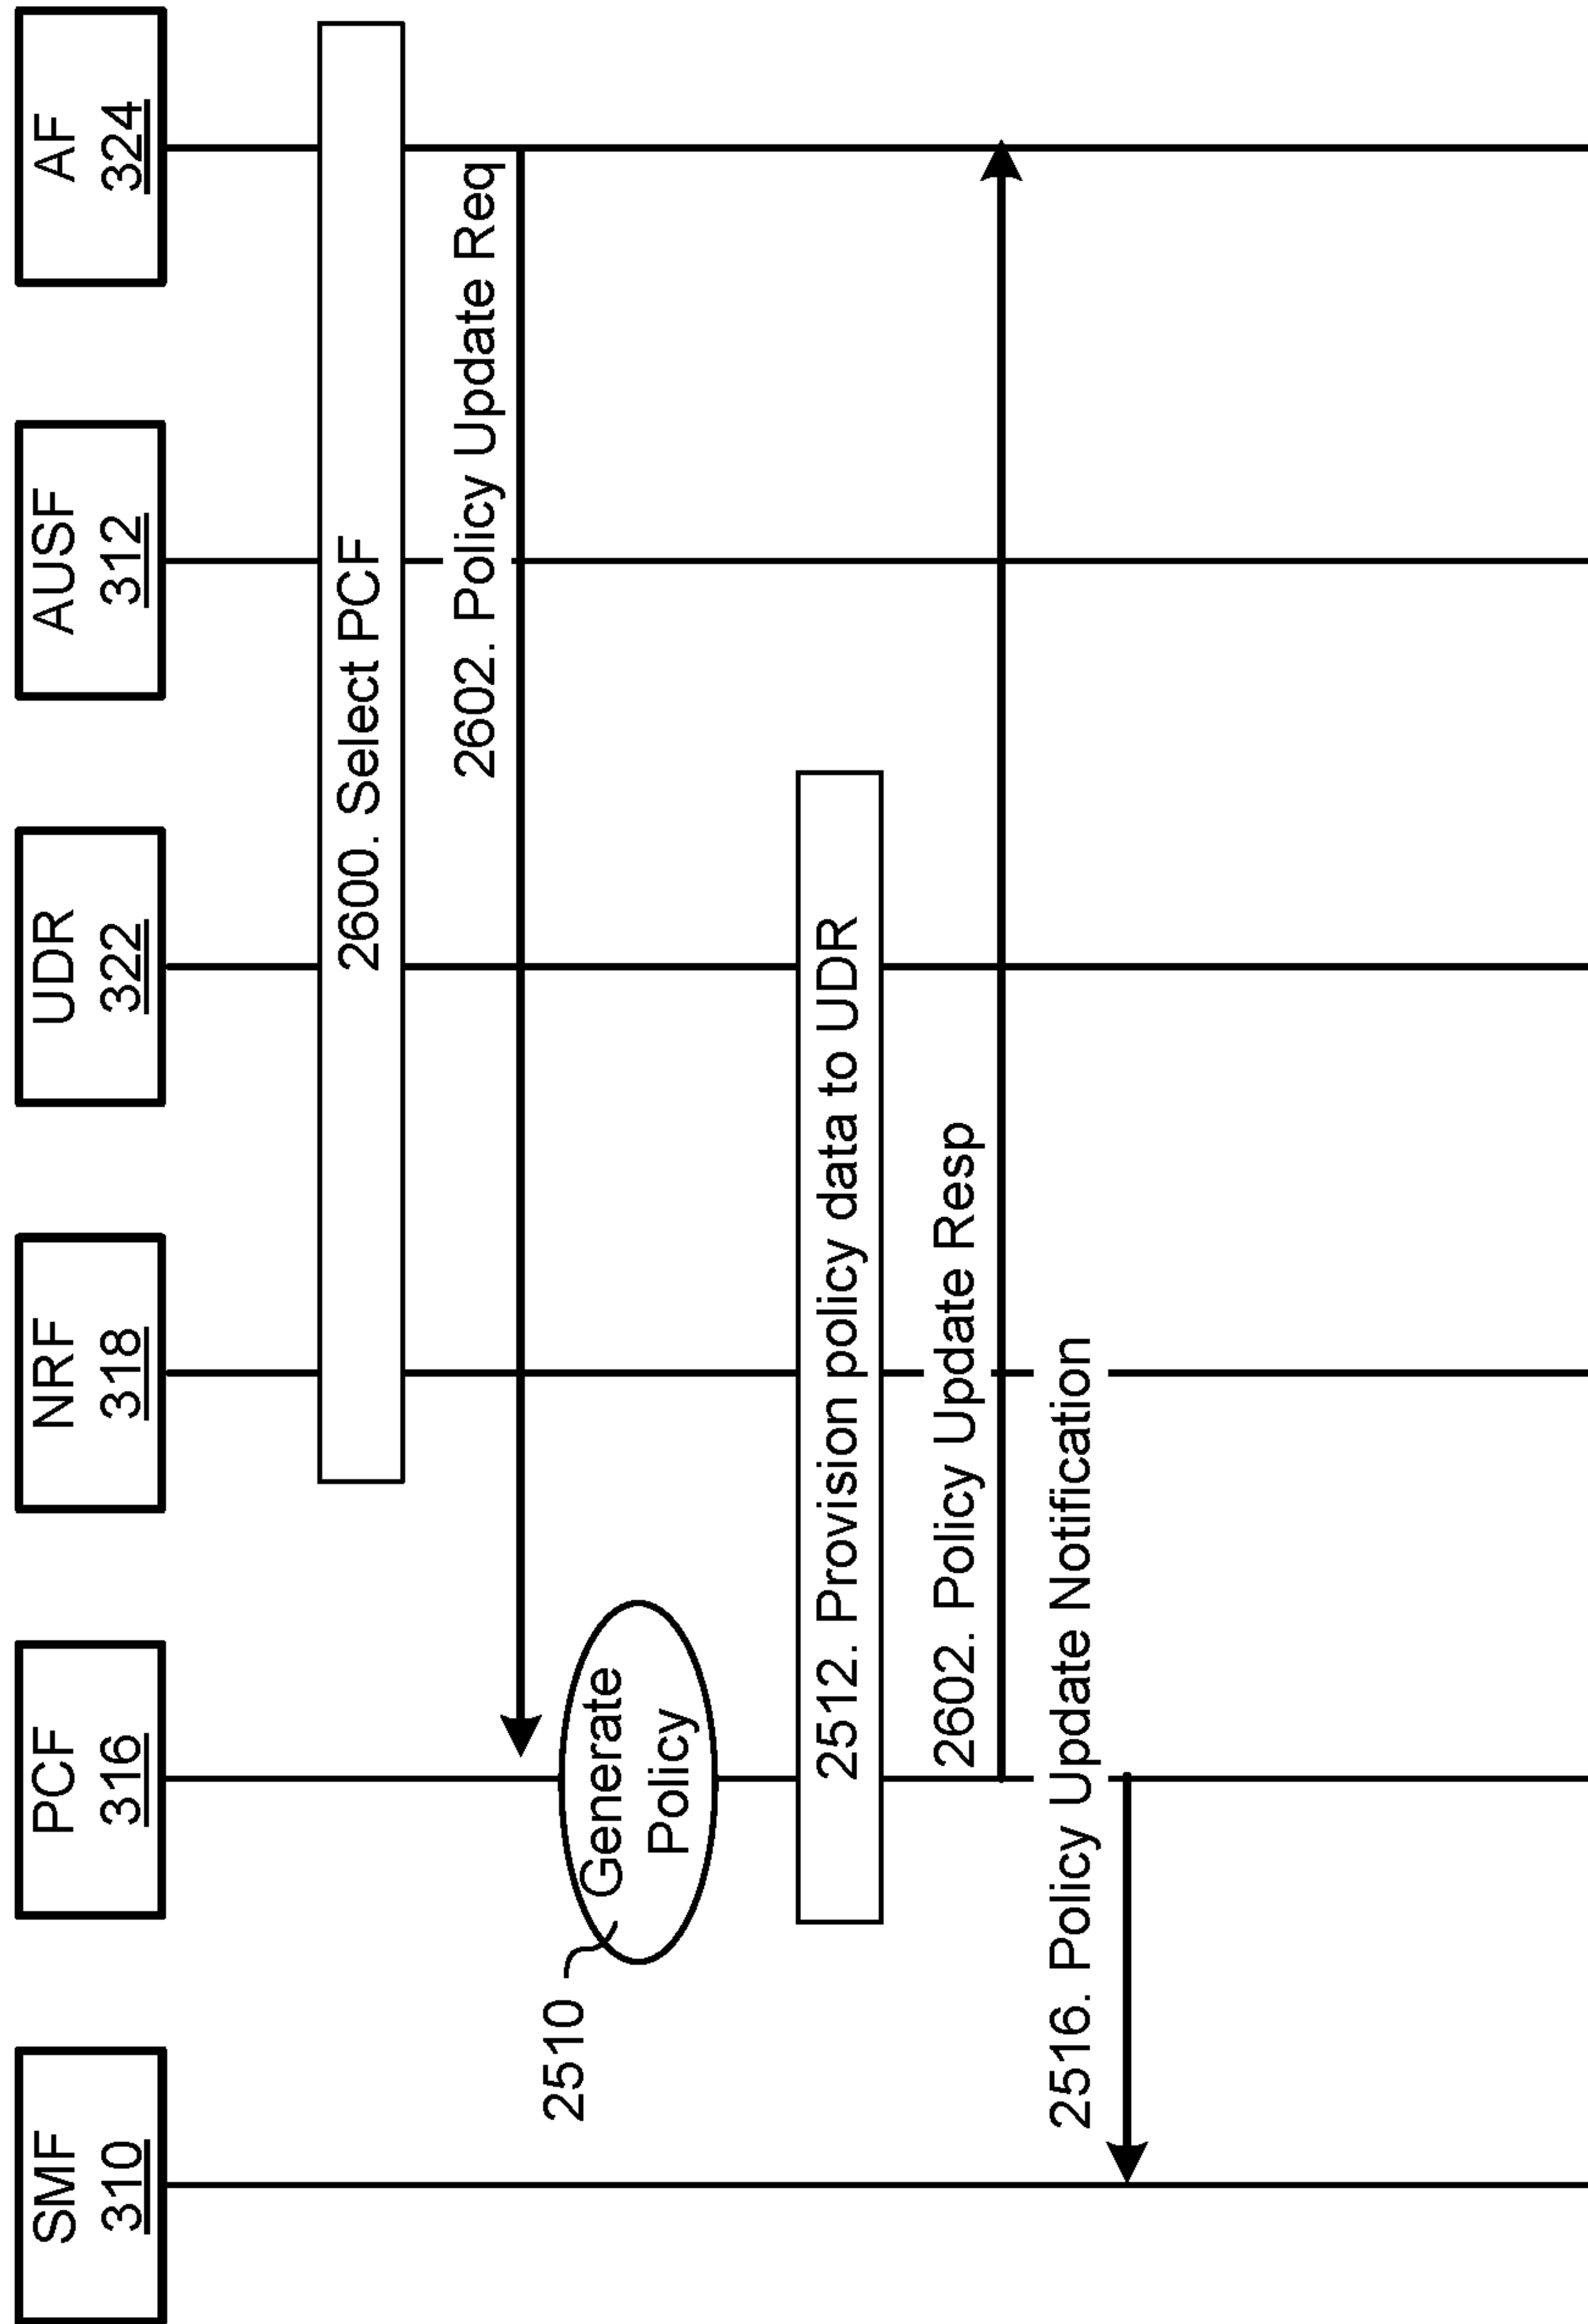 SMF
310
PCF
316
NRF
318
UDR
322
AUSF
312
AF
324
2600. Select PCF
2602. Policy Update Req
2510
Generate
Policy
2512. Provision policy data to UDR
2602. Policy Update Resp
2516. Policy Update Notification